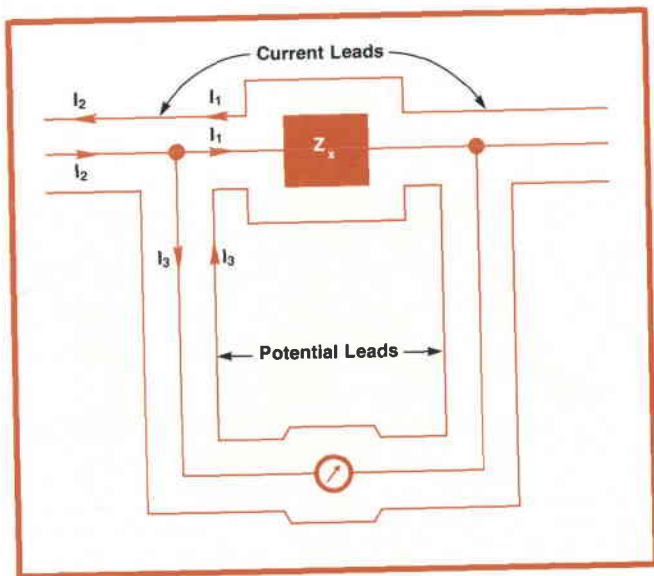 Current Leads
I₂
I₁
I₁
Zx
I₂
I₃
I₃
Potential Leads